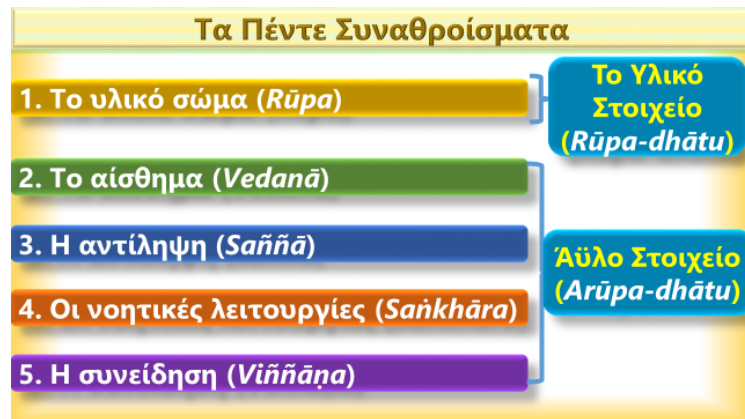 Τα Πέντε Συναθροίσματα
1. Το υλικό σώμα (Rūpa)
Το Υλικό
Στοιχείο
(Rūpa-dhātu)
2. Το αίσθημα (Vedanā)
3. Η αντίληψη (Saññā)
4. Οι νοητικές λειτουργίες (Saṅkhāra)
5. Η συνείδηση (Viññāṇa)
Άϋλο Στοιχείο
(Arūpa-dhātu)